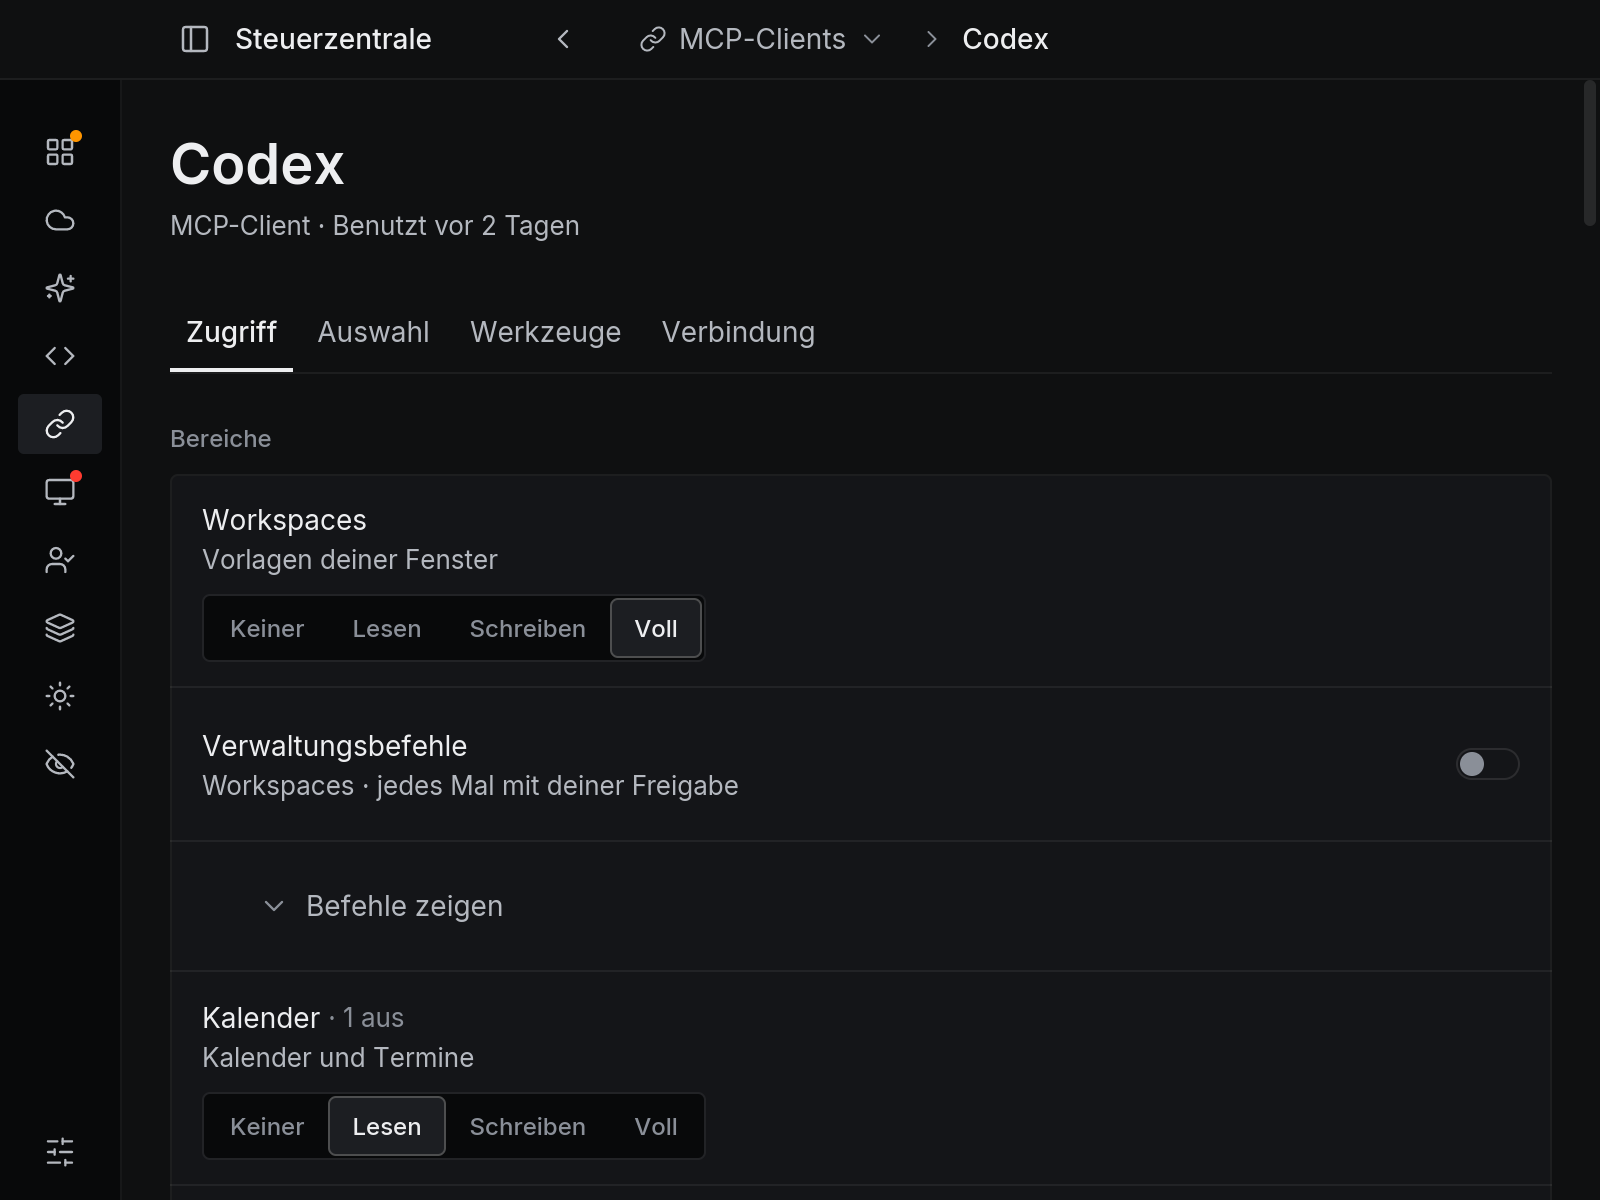 Steuerzentrale
MCP-Clients
Codex
Codex
MCP-Client · Benutzt vor 2 Tagen
Zugriff Auswahl Werkzeuge Verbindung
Bereiche
Workspaces
Vorlagen deiner Fenster
Keiner Lesen Schreiben Voll
Verwaltungsbefehle
Workspaces · jedes Mal mit deiner Freigabe
Befehle zeigen
Kalender · 1 aus
Kalender und Termine
Keiner Lesen Schreiben Voll